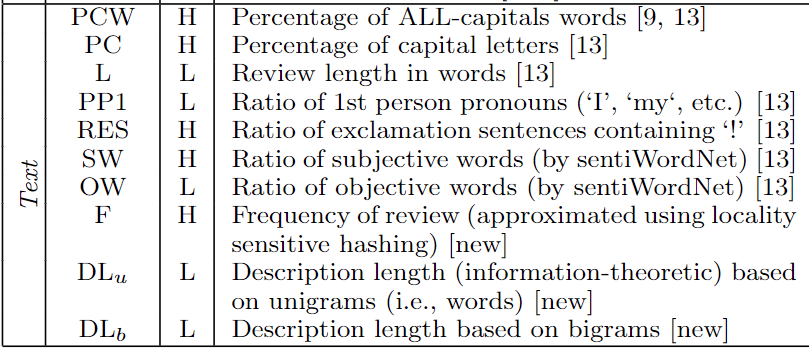 PCW H Percentage of ALL-capitals words [9, 13]
PC H Percentage of capital letters [13]
L L Review length in words [13]
PP1 L Ratio of 1st person pronouns (‘I’, ‘my‘, etc.) [13]
RES H Ratio of exclamation sentences containing ‘!’ [13]
Text
SW H Ratio of subjective words (by sentiWordNet) [13]
OW L Ratio of objective words (by sentiWordNet) [13]
F H Frequency of review (approximated using locality
sensitive hashing) [new]
DLu L Description length (information-theoretic) based
on unigrams (i.e., words) [new]
DLb L Description length based on bigrams [new]